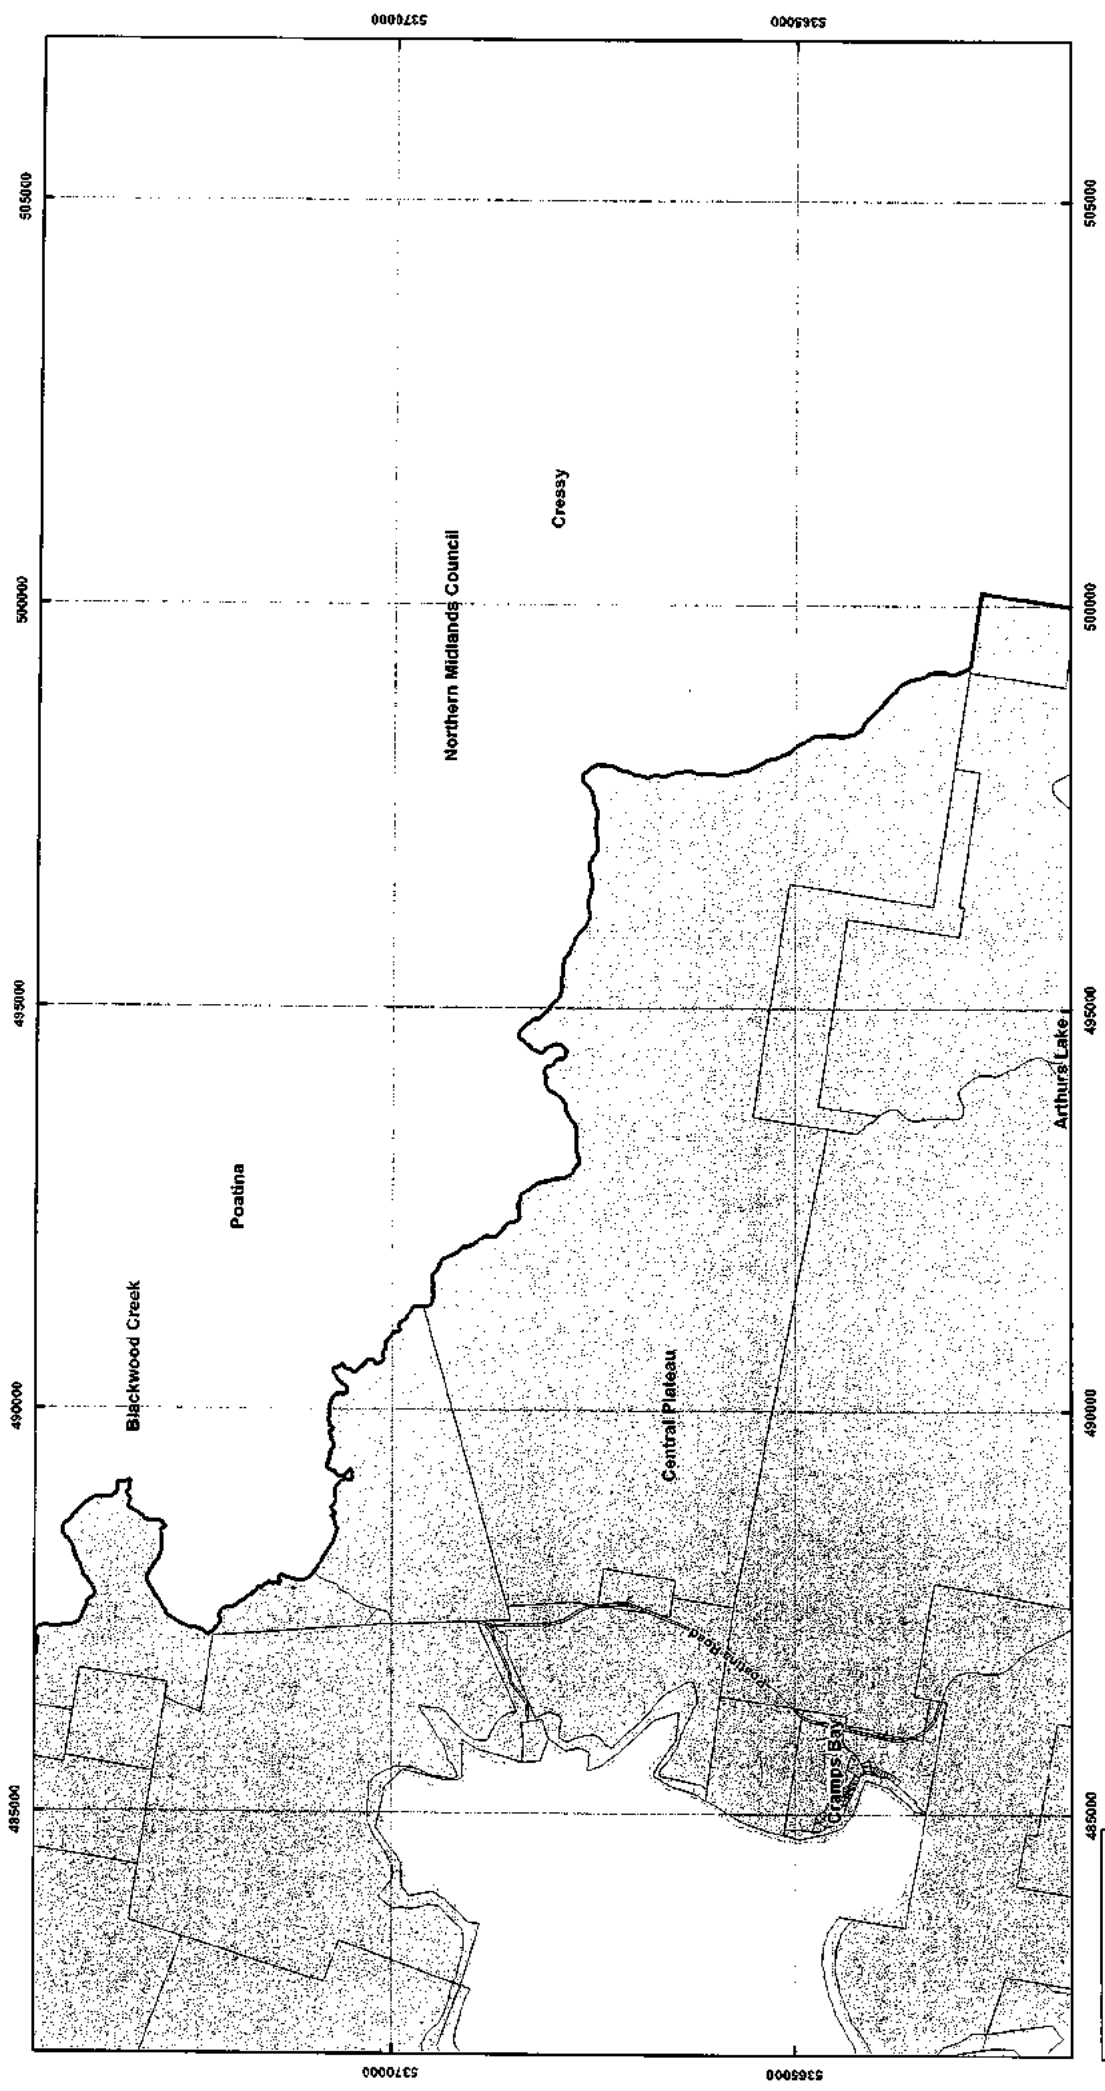 5370000
5365000
505000
505000
Cressy
Northern Midlands Council
500000
500000
495000
495000
Arthurs Lake
Poatina
Blackwood Creek
490000
490000
Central Plateau
Poatina Road
Cramps Bay
485000
485000
5370000
5365000